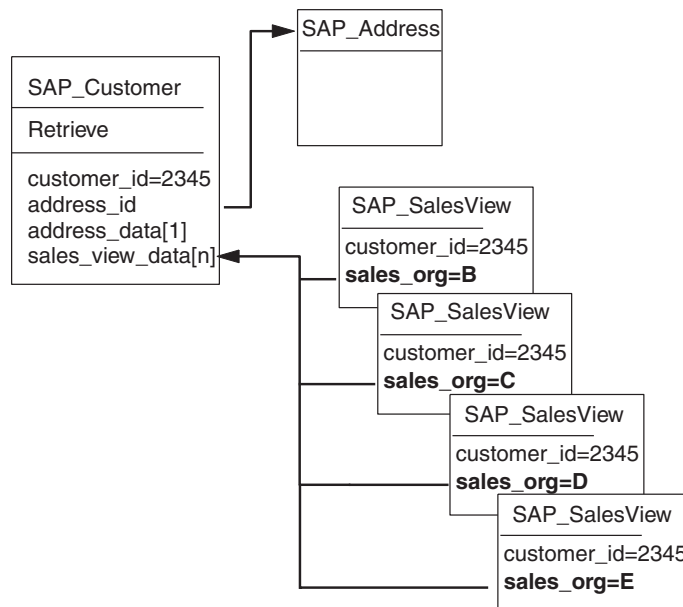 SAP_Address
SAP_Customer
Retrieve
customer_id=2345
address_id
address_data[1]
sales_view_data[n]
SAP_SalesView
customer_id=2345
sales_org=B
SAP_SalesView
customer_id=2345
sales_org=C
SAP_SalesView
customer_id=2345
sales_org=D
SAP_SalesView
customer_id=2345
sales_org=E